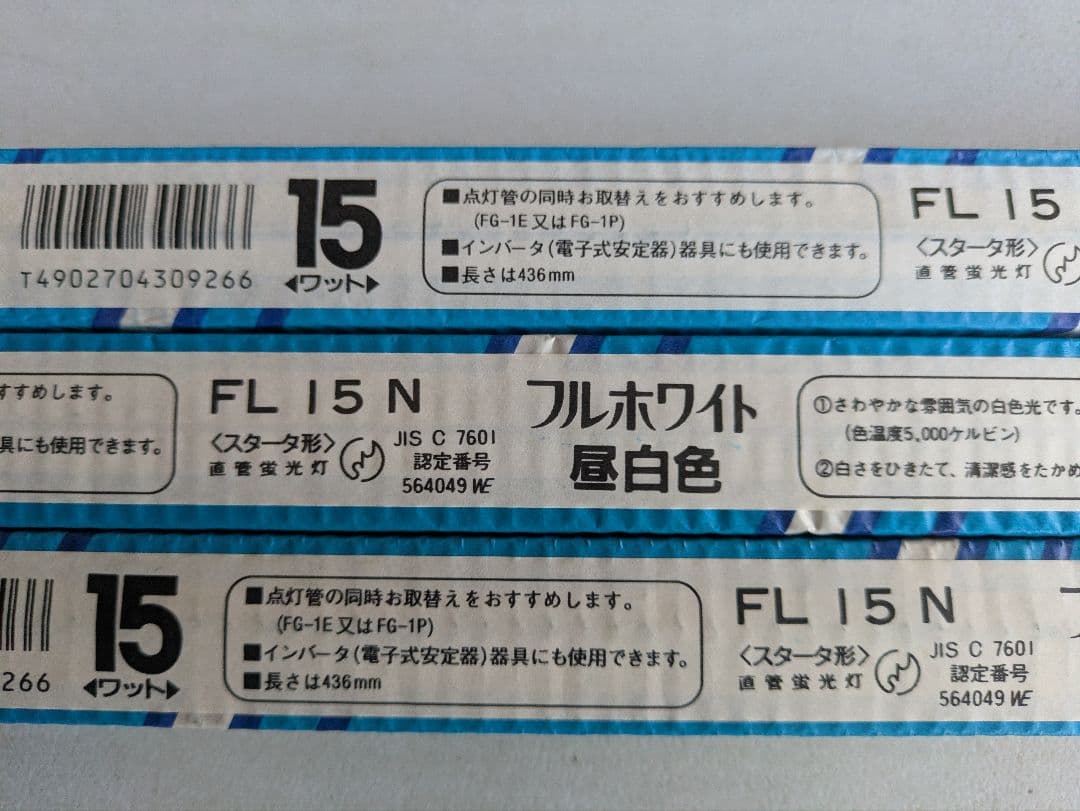 T4902704309266
15
◀ワット▶
■点灯管の同時お取替えをおすすめします。
(FG-1E又はFG-1P)
■インバータ(電子式安定器)器具にも使用できます。
■長さは436mm
FL 15
〈スタータ形〉
直管蛍光灯
すすめします。
具にも使用できます。
FL 15 N
〈スタータ形〉
直管蛍光灯
JIS C 7601
認定番号
564049
フルホワイト
昼白色
①さわやかな雰囲気の白色光です。
(色温度5,000ケルビン)
②白さをひきたて、清潔感をたかめ
266
15
◀ワット▶
■点灯管の同時お取替えをおすすめします。
(FG-1E又はFG-1P)
■インバータ(電子式安定器)器具にも使用できます。
■長さは436mm
FL 15 N
〈スタータ形〉
直管蛍光灯
JIS C 7601
認定番号
564049